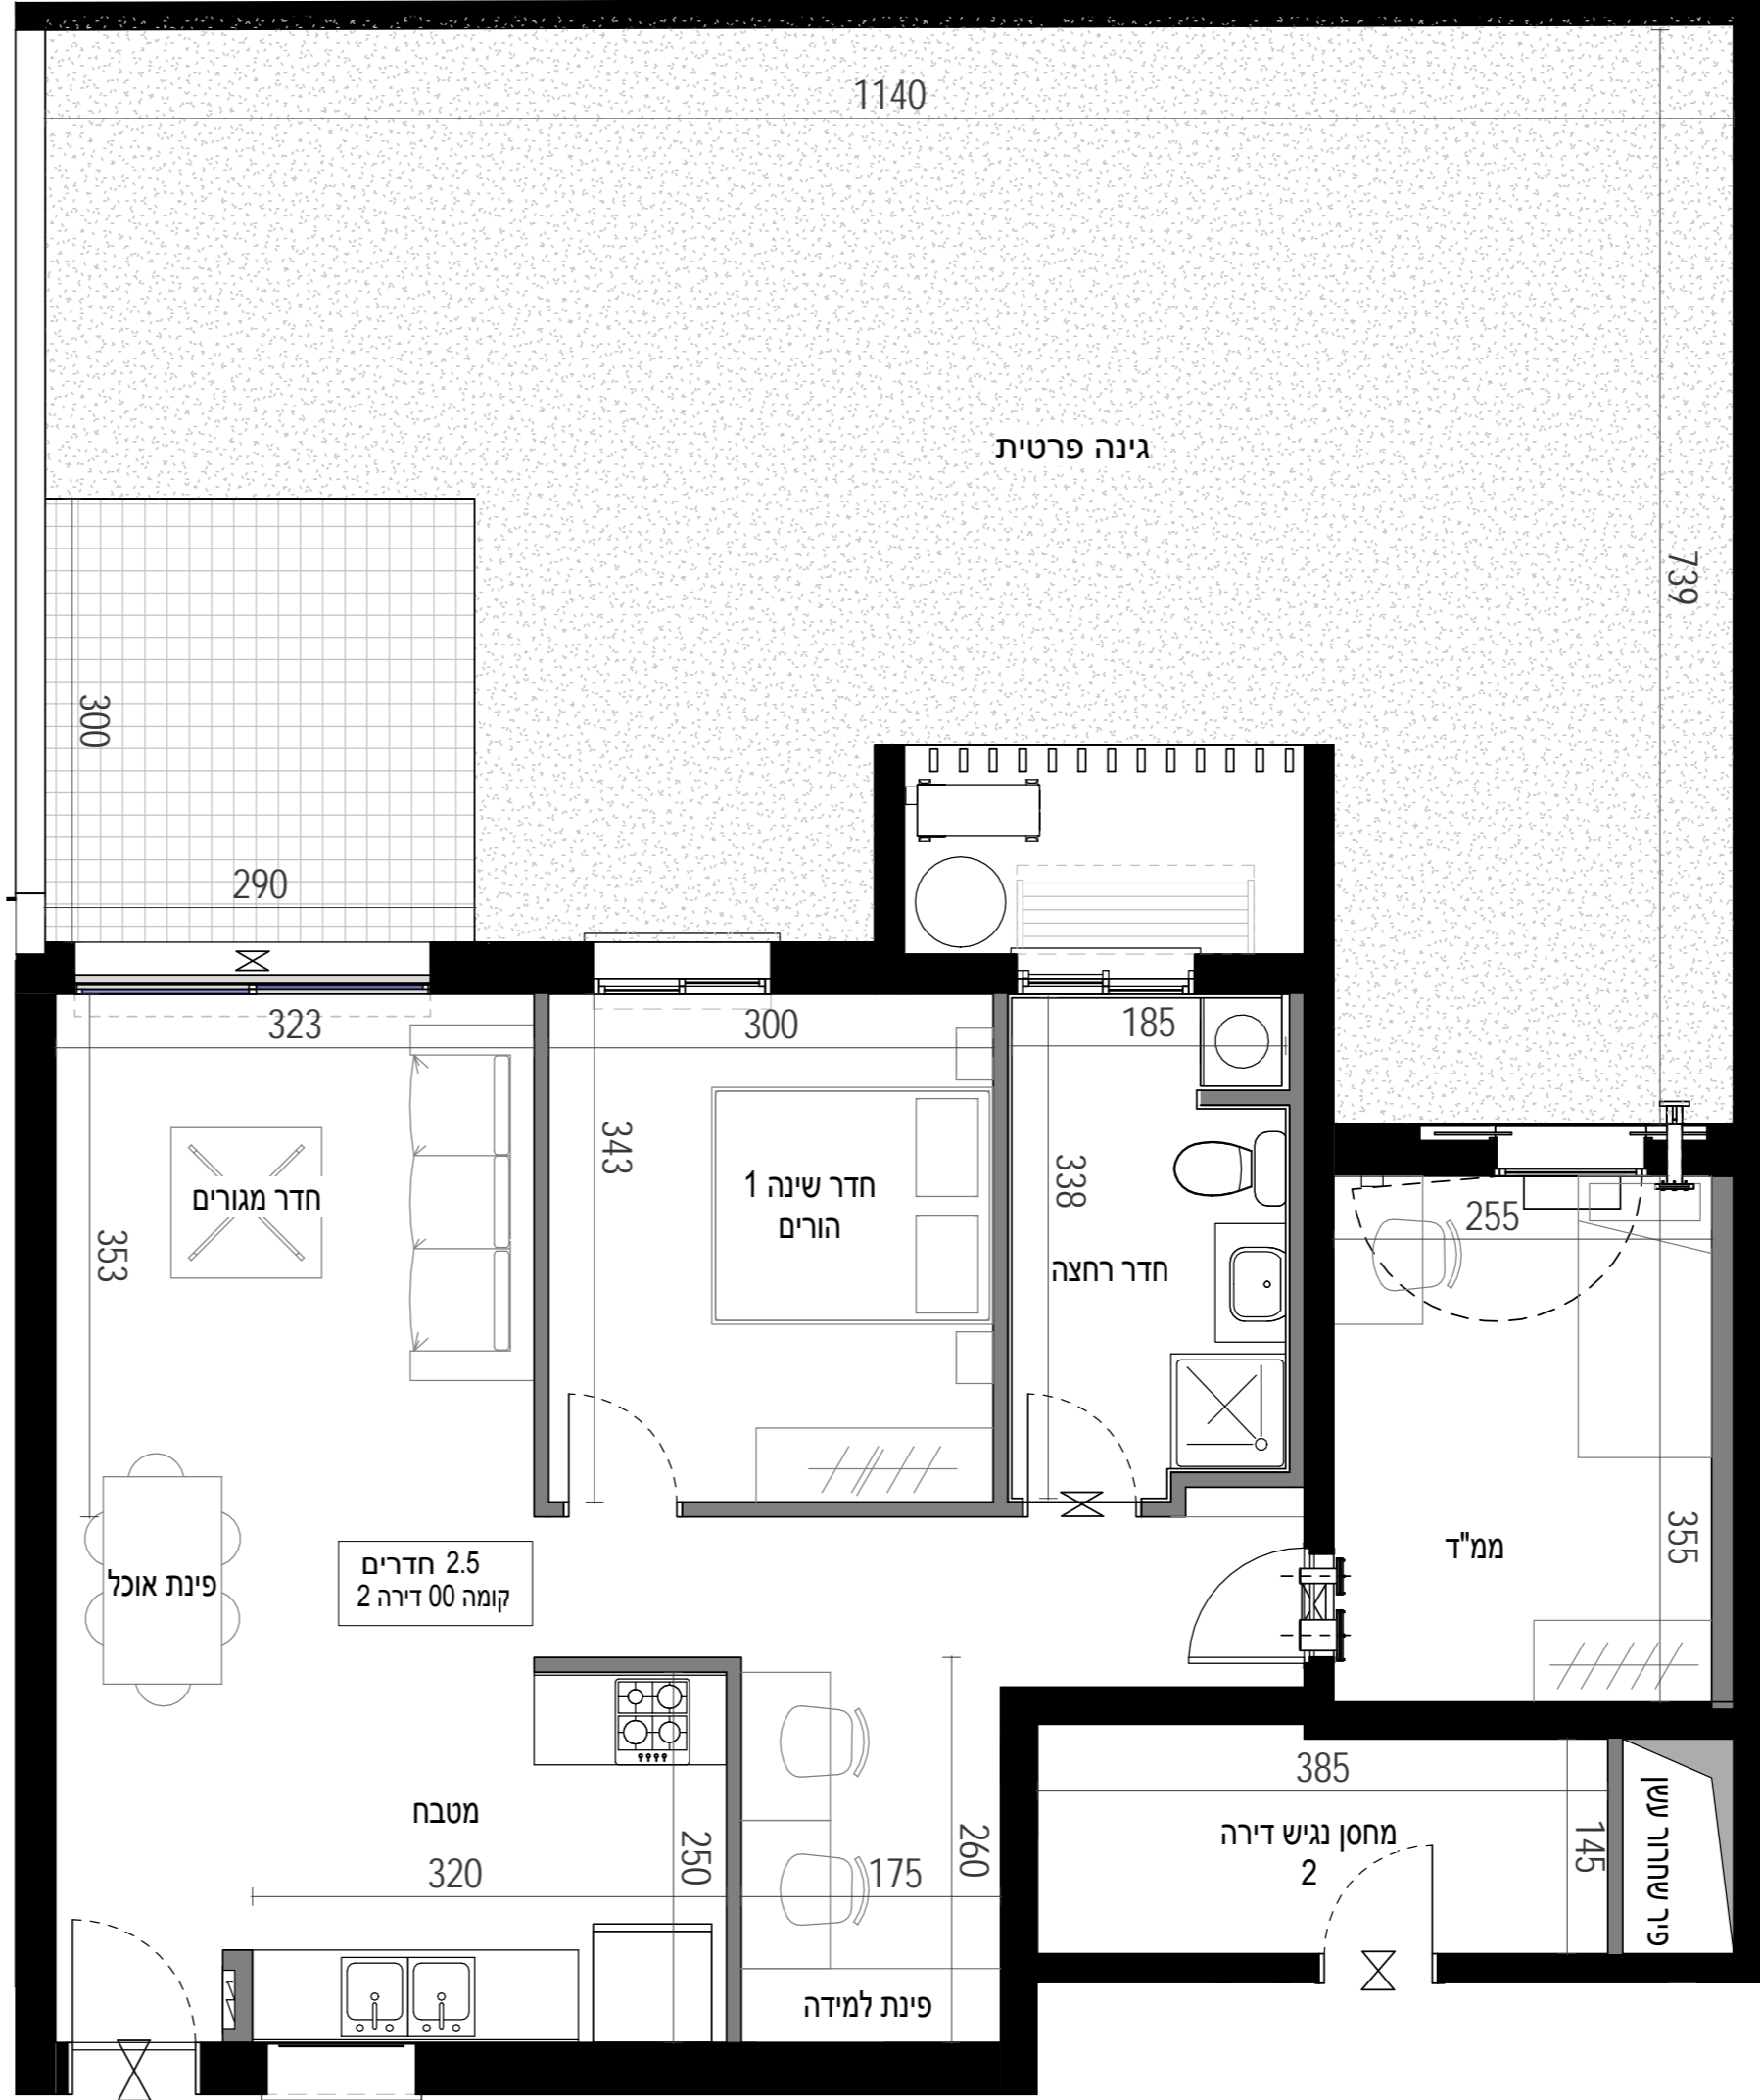 1140
גינה פרטית
739
300
290
323
300
185
343
338
353
חדר מגורים
חדר שינה 1
הורים
חדר רחצה
255
355
ממ"ד
פינת אוכל
2.5 חדרים
קומה 00 דירה 2
מטבח
320
250
175
260
פינת למידה
385
מחסן נגיש דירה
2
145
פיר שחרור עשן